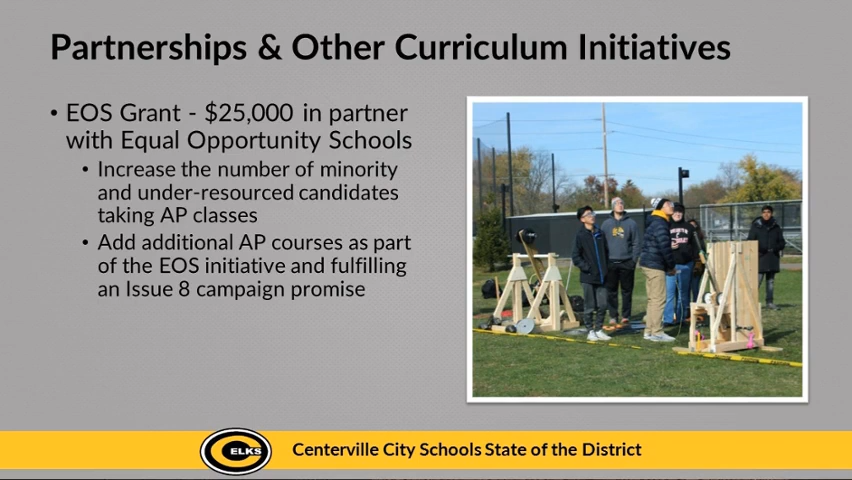 Partnerships & Other Curriculum Initiatives
• EOS Grant - $25,000 in partner
with Equal Opportunity Schools
• Increase the number of minority
and under-resourced candidates
taking AP classes
• Add additional AP courses as part
of the EOS initiative and fulfilling
an Issue 8 campaign promise
ELKS
Centerville City Schools State of the District